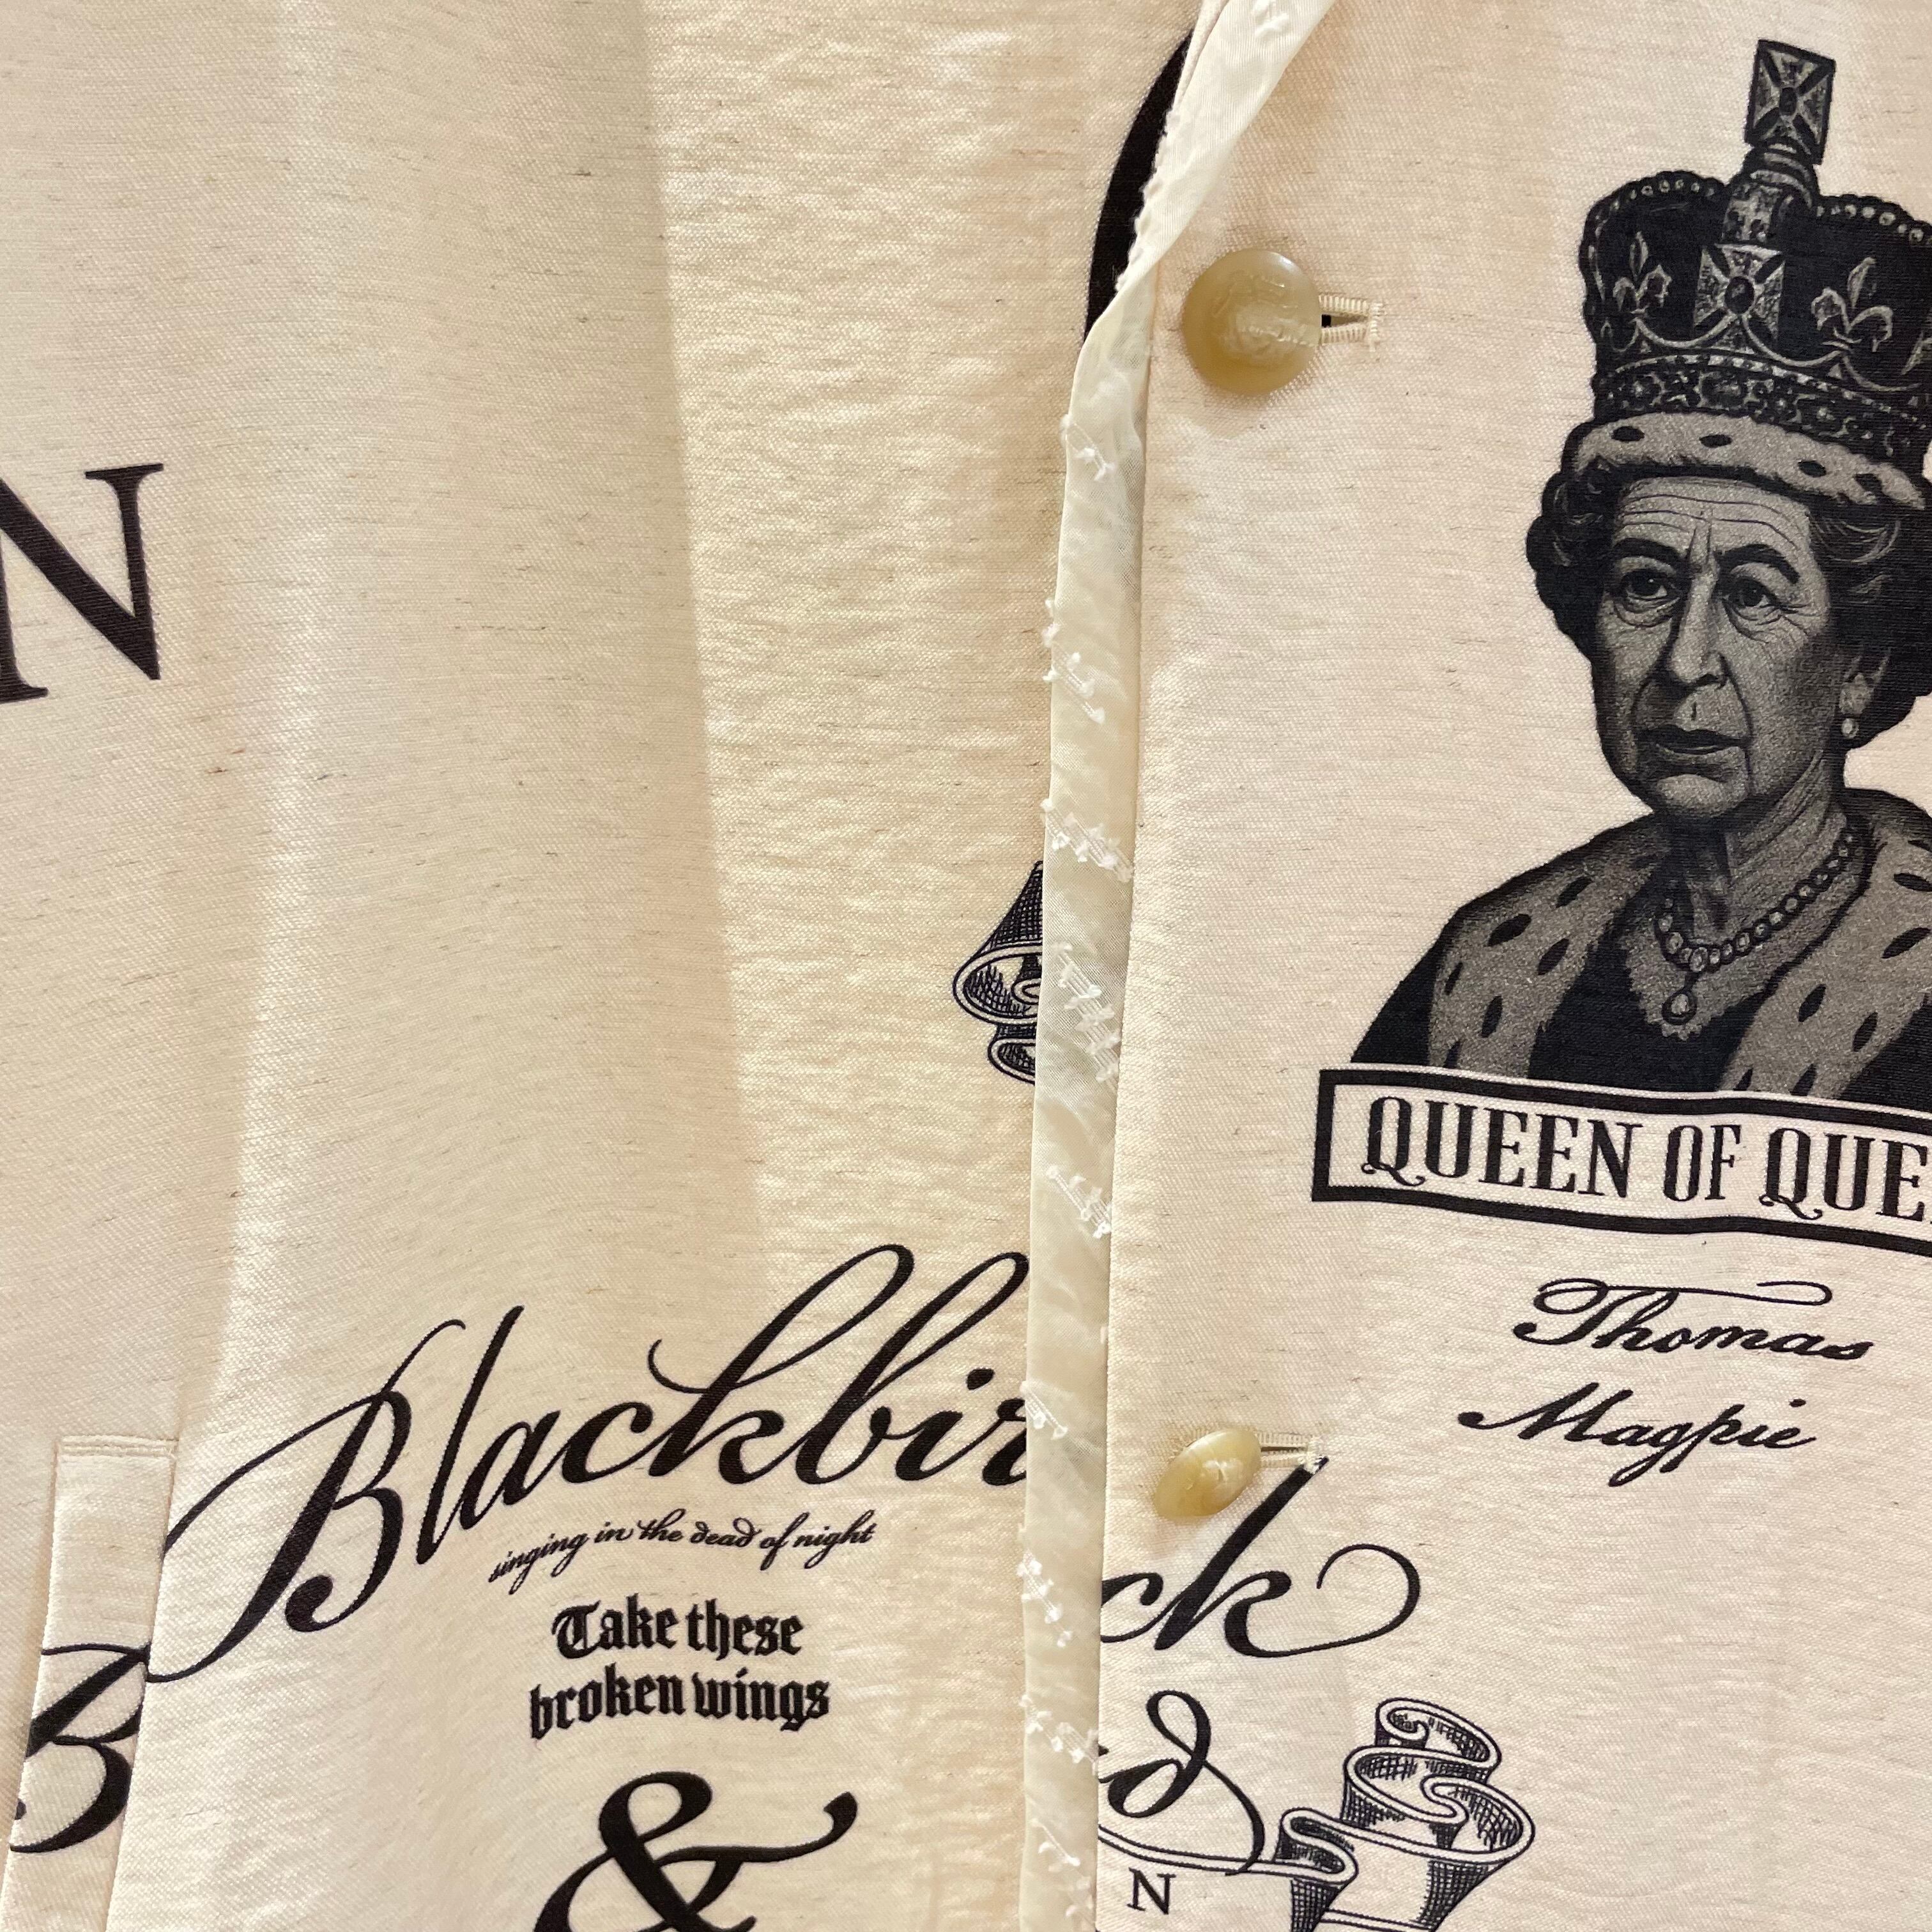 N
QUEEN OF QUE
Thomas
Magpie
Blackbir
singing in the dead of night
Take these
broken wings
&
B
ck
d
N